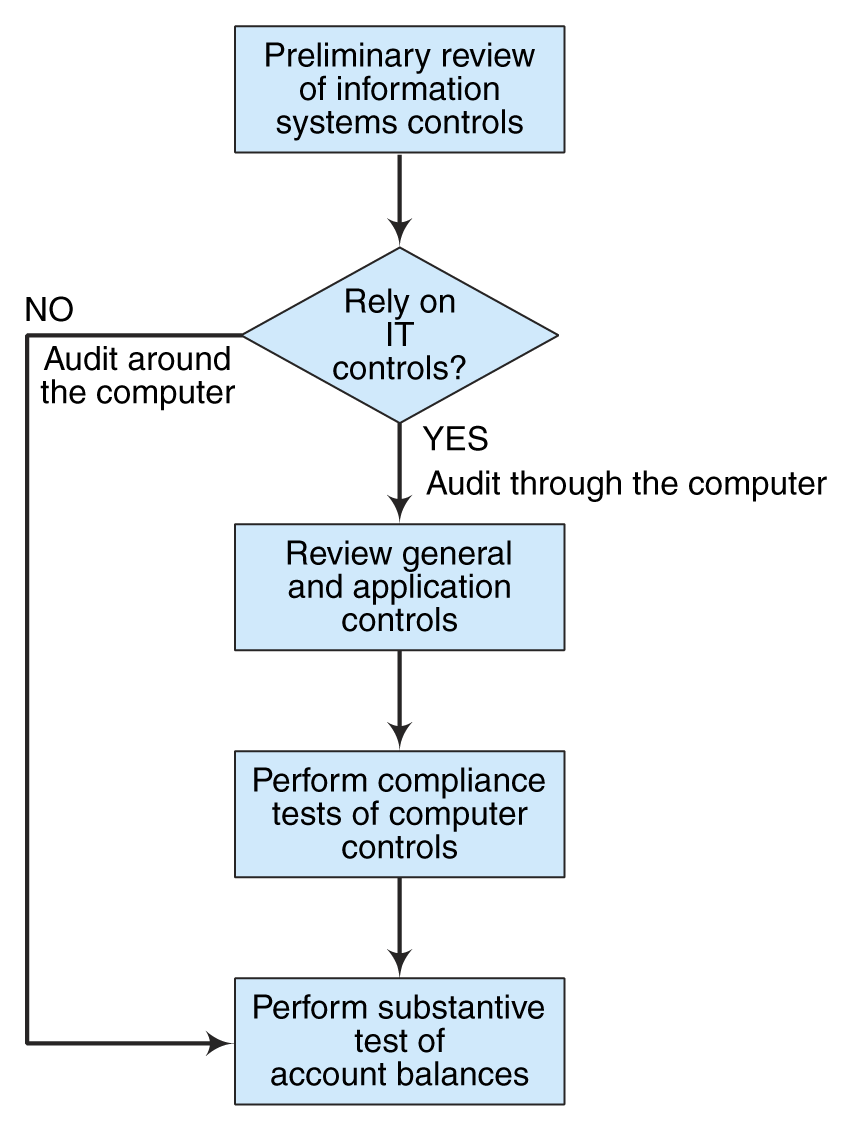 Preliminary review
of information
systems controls
Rely on
IT
controls?
NO
Audit around
the computer
YES
Audit through the computer
Review general
and application
controls
Perform compliance
tests of computer
controls
Perform substantive
test of
account balances